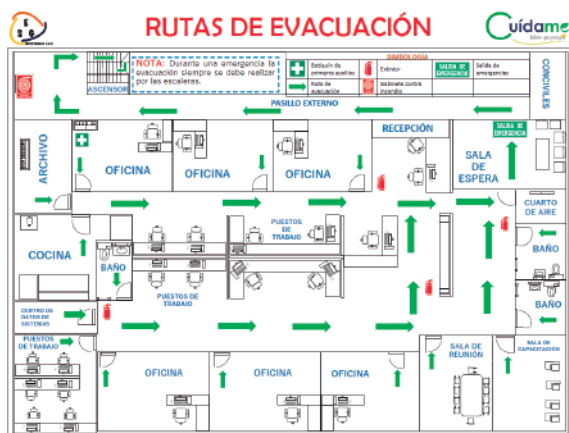 RUTAS DE EVACUACIÓN
Cuídame
NOTA: Durante una emergencia la
evacuación siempre se debe realizar
por las escaleras.
ASCENSOR
SIMBOLOGÍA
Botiquín de
primeros auxilios
Extintor
SALIDA DE
EMERGENCIA
Salida de
emergencias
Ruta de
evacuación
Gabinete contra
incendio
CONCIVILES
PASILLO EXTERNO
ARCHIVO
OFICINA
OFICINA
OFICINA
RECEPCIÓN
SALIDA DE
EMERGENCIA
SALA DE
ESPERA
CUARTO
DE AIRE
PUESTOS
DE
TRABAJO
COCINA
BAÑO
BAÑO
PUESTOS DE
TRABAJO
BAÑO
CENTRO DE
DATOS DE
SISTEMAS
PUESTOS
DE TRABAJO
OFICINA
OFICINA
OFICINA
SALA DE
REUNIÓN
SALA DE
CAPACITACIÓN